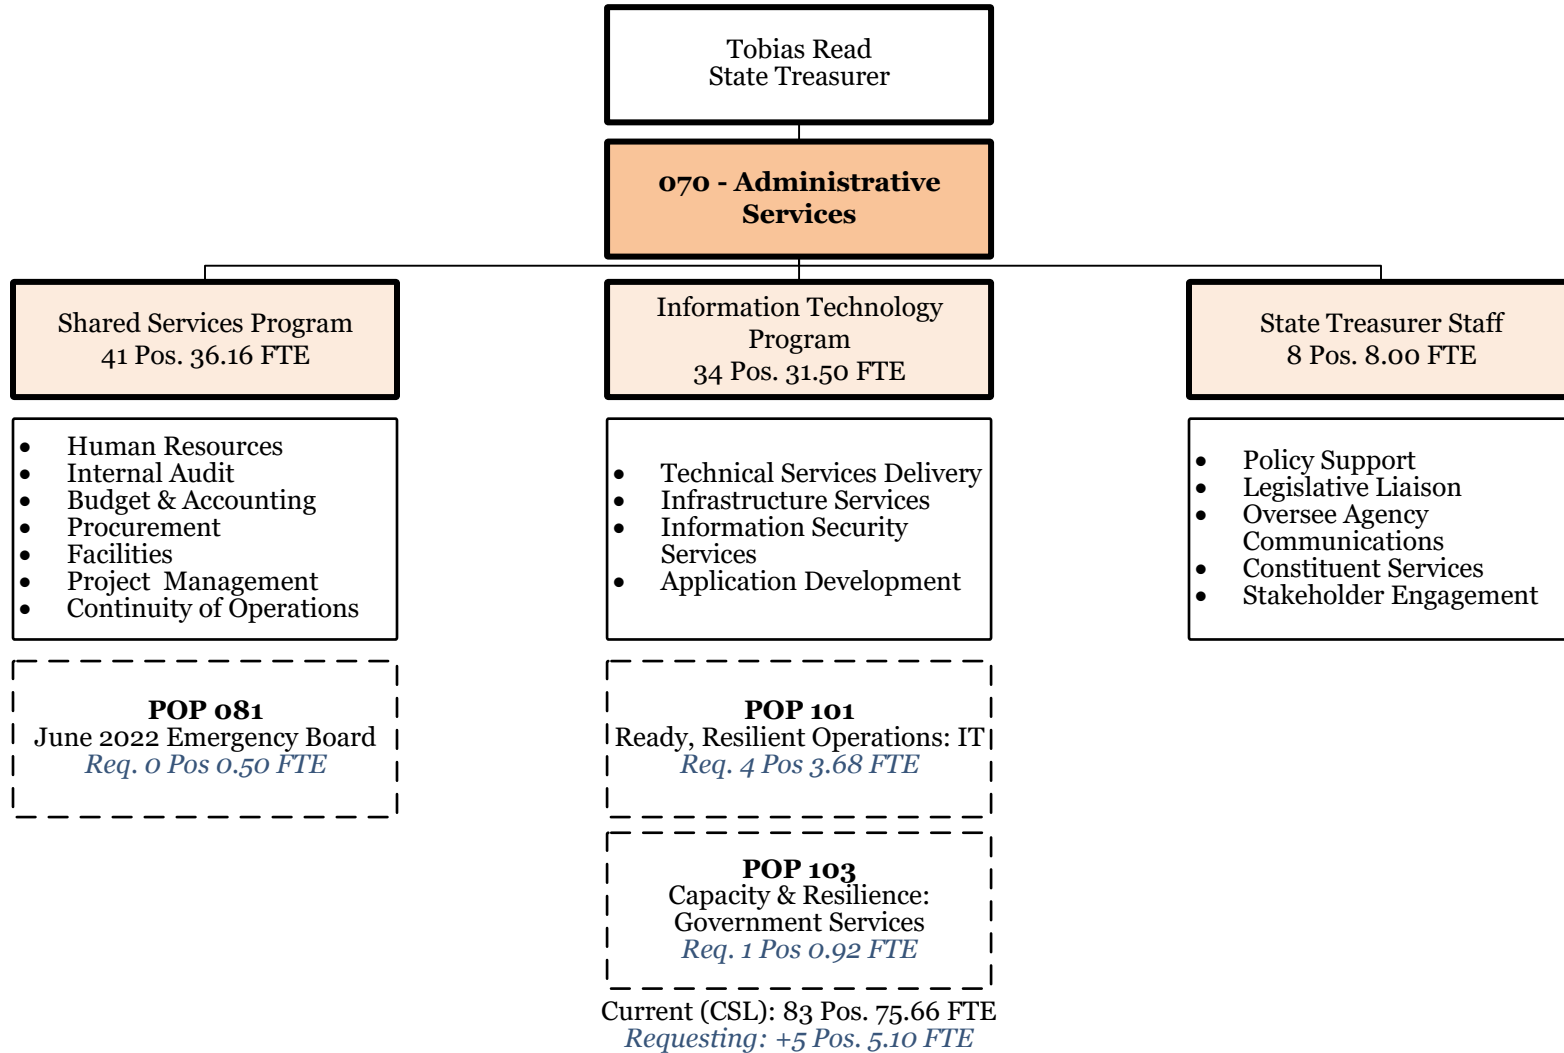 Tobias Read
State Treasurer
070 - Administrative
Services
Shared Services Program
41 Pos. 36.16 FTE
Information Technology
Program
34 Pos. 31.50 FTE
State Treasurer Staff
8 Pos. 8.00 FTE
• Human Resources
• Internal Audit
• Budget & Accounting
• Procurement
• Facilities
• Project Management
• Continuity of Operations
• Technical Services Delivery
• Infrastructure Services
• Information Security
Services
• Application Development
• Policy Support
• Legislative Liaison
• Oversee Agency
Communications
• Constituent Services
• Stakeholder Engagement
POP 081
June 2022 Emergency Board
Req. 0 Pos 0.50 FTE
POP 101
Ready, Resilient Operations: IT
Req. 4 Pos 3.68 FTE
POP 103
Capacity & Resilience:
Government Services
Req. 1 Pos 0.92 FTE
Current (CSL): 83 Pos. 75.66 FTE
Requesting: +5 Pos. 5.10 FTE